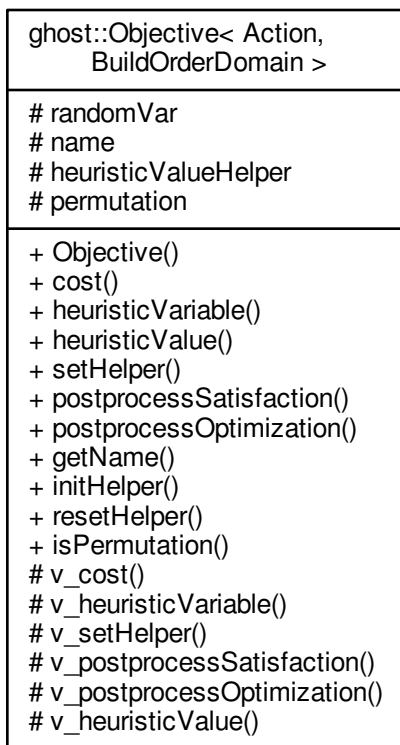 ghost::Objective< Action,
BuildOrderDomain >
# randomVar
# name
# heuristicValueHelper
# permutation
+ Objective()
+ cost()
+ heuristicVariable()
+ heuristicValue()
+ setHelper()
+ postprocessSatisfaction()
+ postprocessOptimization()
+ getName()
+ initHelper()
+ resetHelper()
+ isPermutation()
# v_cost()
# v_heuristicVariable()
# v_setHelper()
# v_postprocessSatisfaction()
# v_postprocessOptimization()
# v_heuristicValue()